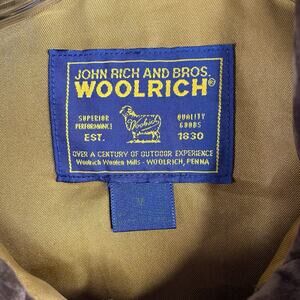 JOHN RICH AND BROS.
WOOLRICH®
SUPERIOR PERFORMANCE
QUALITY GOODS
Woolrich
EST. 1830
OVER A CENTURY OF OUTDOOR EXPERIENCE
Woolrich Woolen Mills - WOOLRICH, PENNA